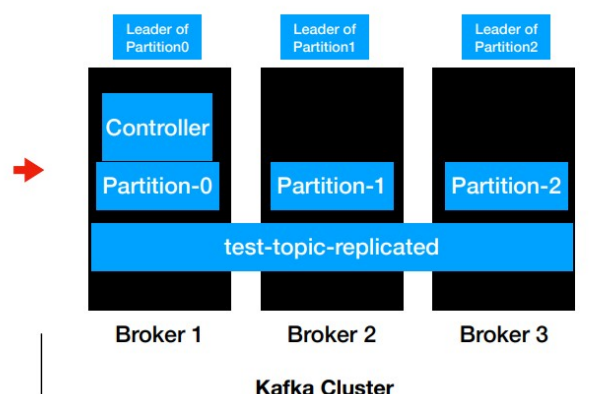 Leader of
Partition0
Leader of
Partition1
Leader of
Partition2
Controller
Partition-0
Partition-1
Partition-2
test-topic-replicated
Broker 1
Broker 2
Broker 3
Kafka Cluster